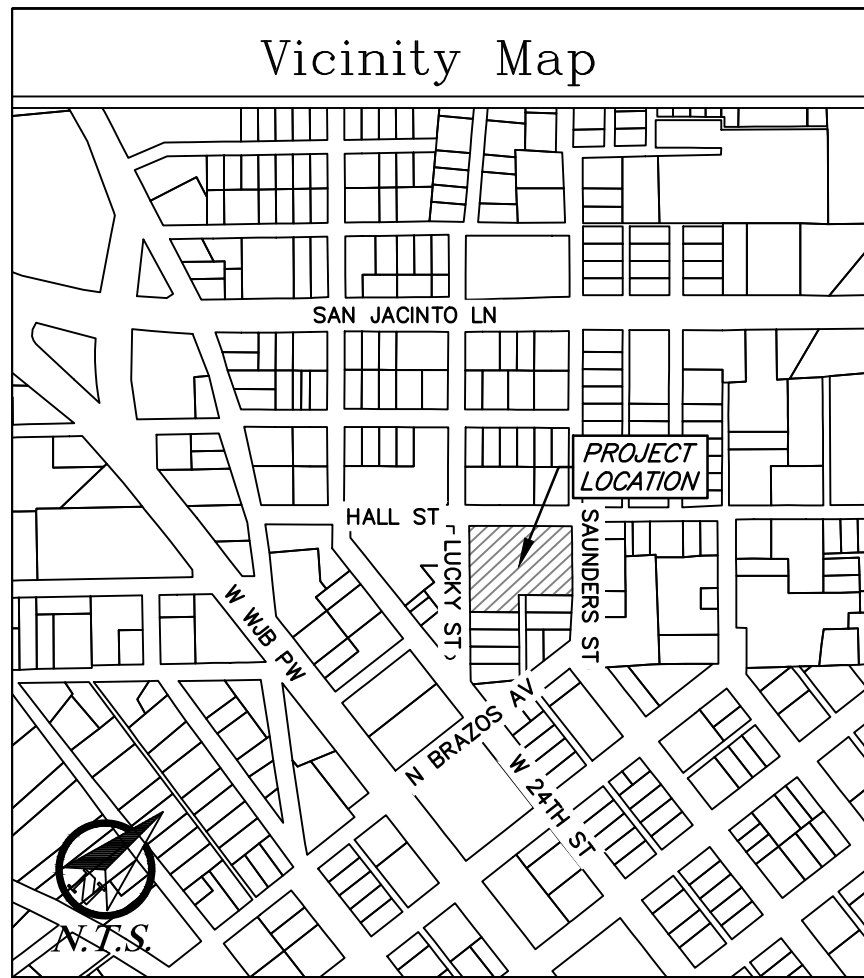 Vicinity Map
SAN JACINTO LN
PROJECT
LOCATION
HALL ST
LUCKY ST
SAUNDERS ST
W WJB PW
N BRAZOS AV
W 24TH ST
N
N.T.S.